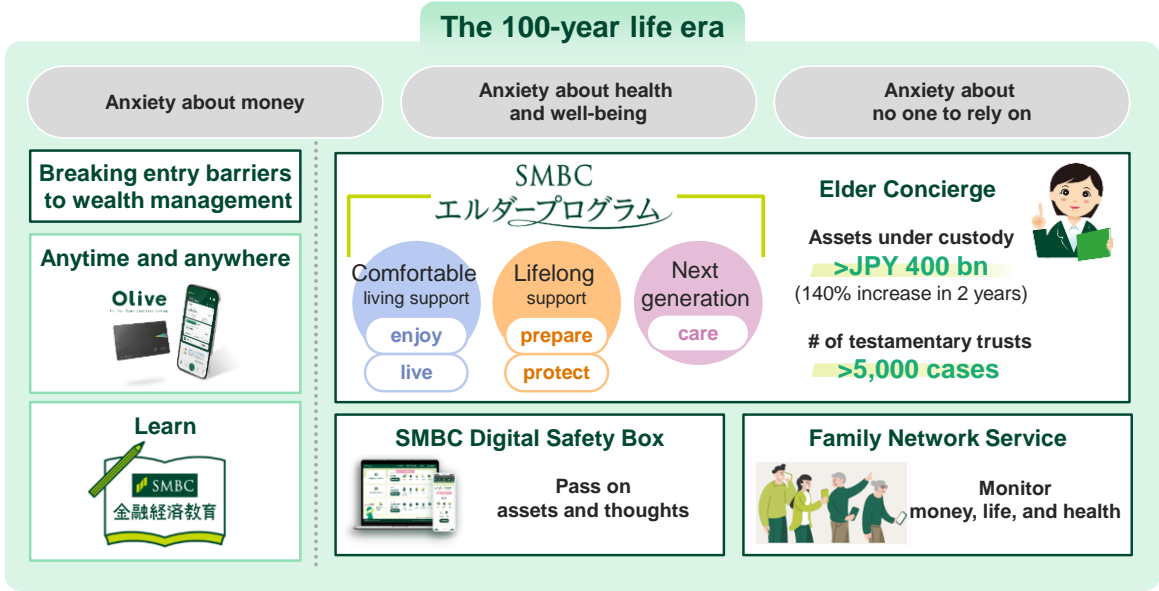 The 100-year life era
Anxiety about money
Anxiety about health
and well-being
Anxiety about
no one to rely on
Breaking entry barriers
to wealth management
Anytime and anywhere
Olive
Learn
SMBC
金融経済教育
SMBC
エルダープログラム
Comfortable
living support
enjoy
live
Lifelong
support
prepare
protect
Next
generation
care
Elder Concierge
Assets under custody
>JPY 400 bn
(140% increase in 2 years)
# of testamentary trusts
>5,000 cases
SMBC Digital Safety Box
Pass on
assets and thoughts
Family Network Service
Monitor
money, life, and health